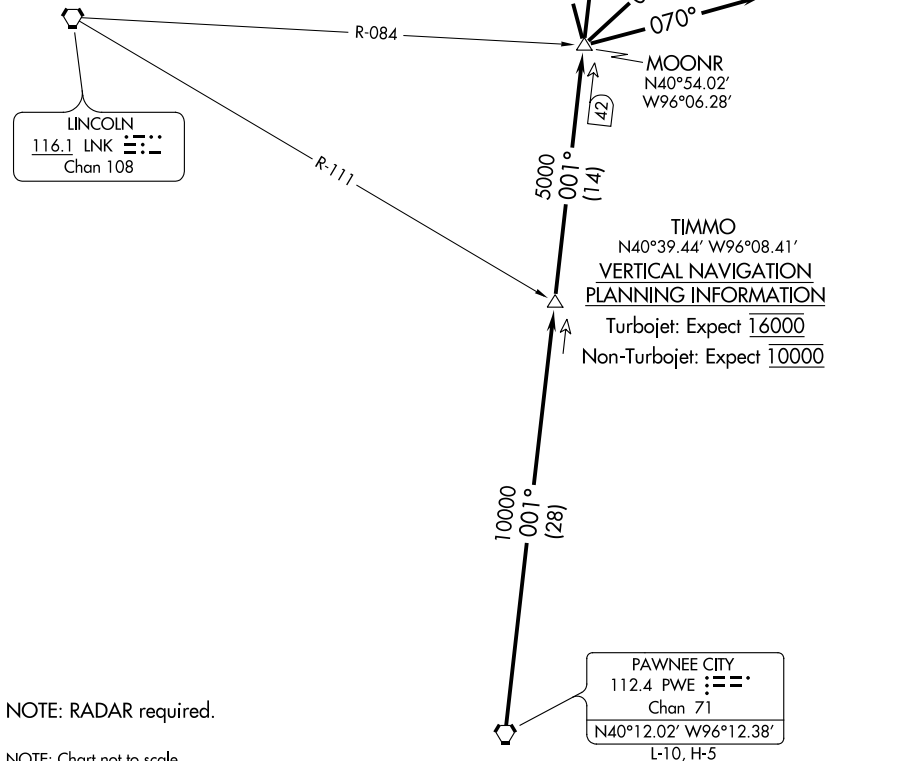 070°
R-084
MOONR
N40°54.02'
W96°06.28'
42
LINCOLN
116.1 LNK
Chan 108
R-111
5000
001°
(14)
TIMMO
N40°39.44' W96°08.41'
VERTICAL NAVIGATION
PLANNING INFORMATION
Turbojet: Expect 16000
Non-Turbojet: Expect 10000
10000
001°
(28)
PAWNEE CITY
112.4 PWE
Chan 71
N40°12.02' W96°12.38'
L-10, H-5
NOTE: RADAR required.
NOTE: Chart not to scale